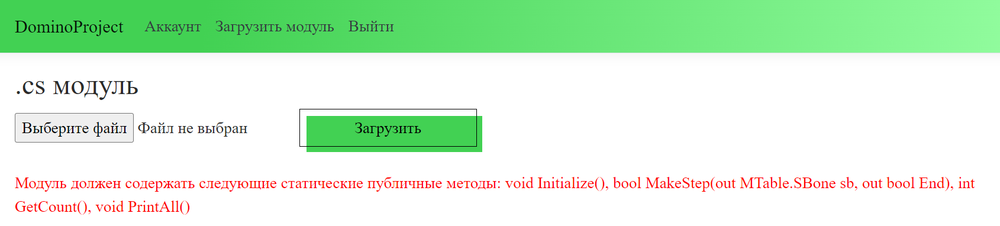 DominoProject Аккаунт Загрузить модуль Выйти
.cs модуль
Выберите файл Файл не выбран Загрузить
Модуль должен содержать следующие статические публичные методы: void Initialize(), bool MakeStep(out MTable.SBone sb, out bool End), int
GetCount(), void PrintAll()